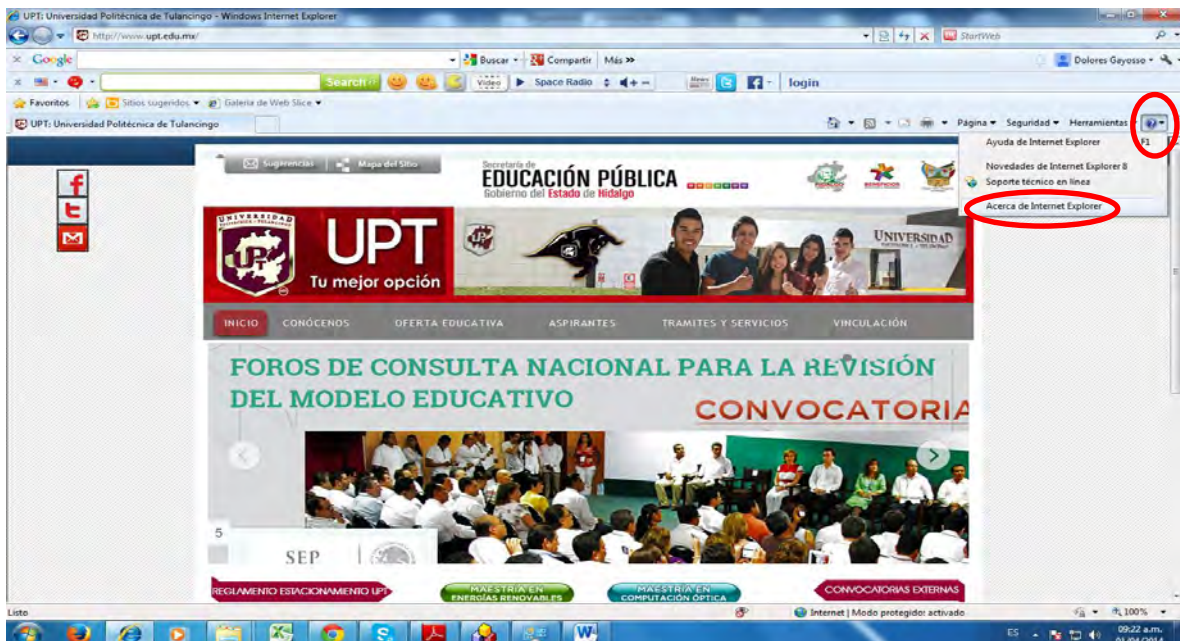 UPT: Universidad Politécnica de Tulancingo - Windows Internet Explorer
http://www.upt.edu.mx/
StartWeb
Google
Buscar
Compartir
Más »
Dolores Gayosso
Search
Video
Space Radio
News
login
Favoritos
Sitios sugeridos
Galería de Web Slice
UPT: Universidad Politécnica de Tulancingo
Página
Seguridad
Herramientas
Ayuda de Internet Explorer F1
Novedades de Internet Explorer 8
Soporte técnico en línea
Acerca de Internet Explorer
Sugerencias
Mapa del Sitio
Secretaría de
EDUCACIÓN PÚBLICA
Gobierno del Estado de Hidalgo
UNIVERSIDAD
UPT
UPT
Tu mejor opción
UNIVERSIDAD
INICIO CONÓCENOS OFERTA EDUCATIVA ASPIRANTES TRAMITES Y SERVICIOS VINCULACIÓN
FOROS DE CONSULTA NACIONAL PARA LA REVISIÓN
DEL MODELO EDUCATIVO
CONVOCATORIA
5
SEP
REGLAMENTO ESTACIONAMIENTO UPT
MAESTRÍA EN
ENERGÍAS RENOVABLES
MAESTRÍA EN
COMPUTACIÓN ÓPTICA
CONVOCATORIAS EXTERNAS
Listo
Internet | Modo protegido: activado
100%
ES
09:22 a.m.
01/04/2014